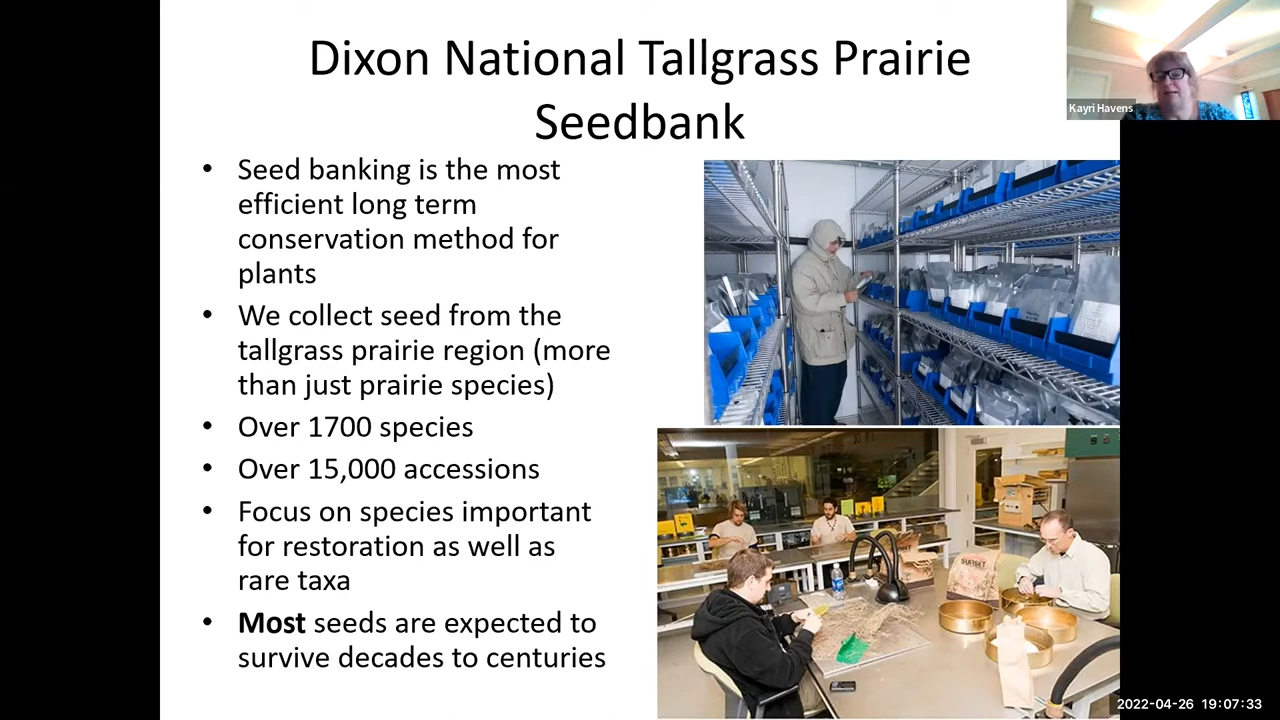 Dixon National Tallgrass Prairie
Seedbank
Kayri Havens
• Seed banking is the most
efficient long term
conservation method for
plants
• We collect seed from the
tallgrass prairie region (more
than just prairie species)
• Over 1700 species
• Over 15,000 accessions
• Focus on species important
for restoration as well as
rare taxa
• Most seeds are expected to
survive decades to centuries
SUNSET
2022-04-26 19:07:33